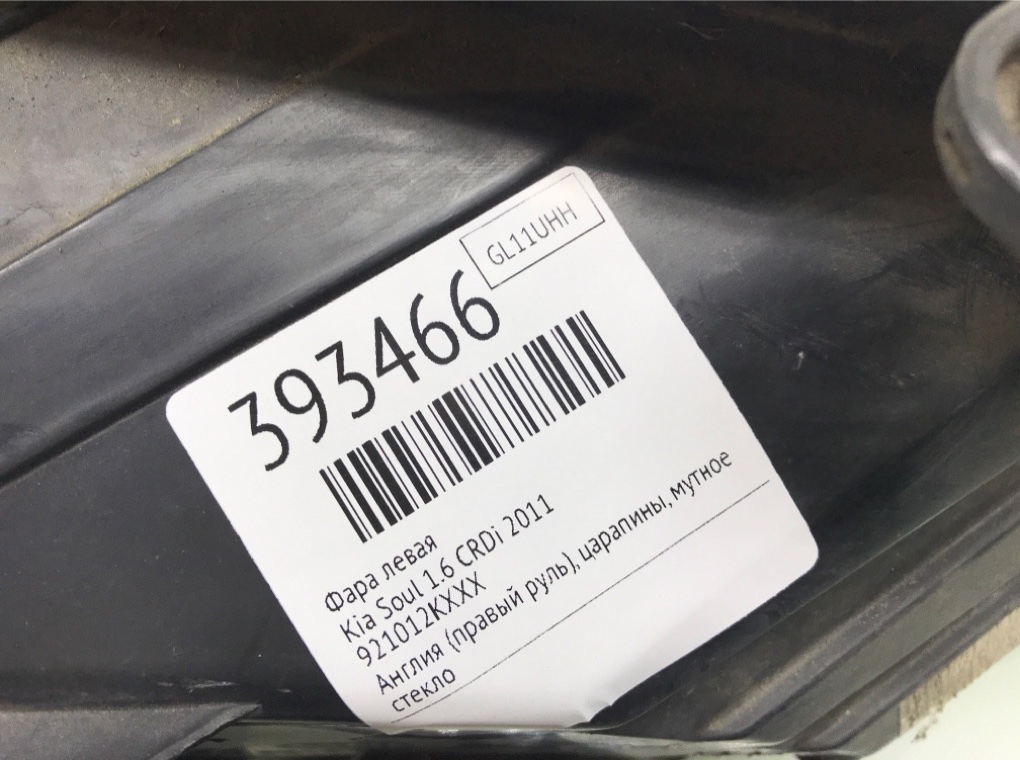 GL11UHH
393466
Фара левая
Kia Soul 1.6 CRDi 2011
921012KXXX
Англия (правый руль), царапины, мутное
стекло